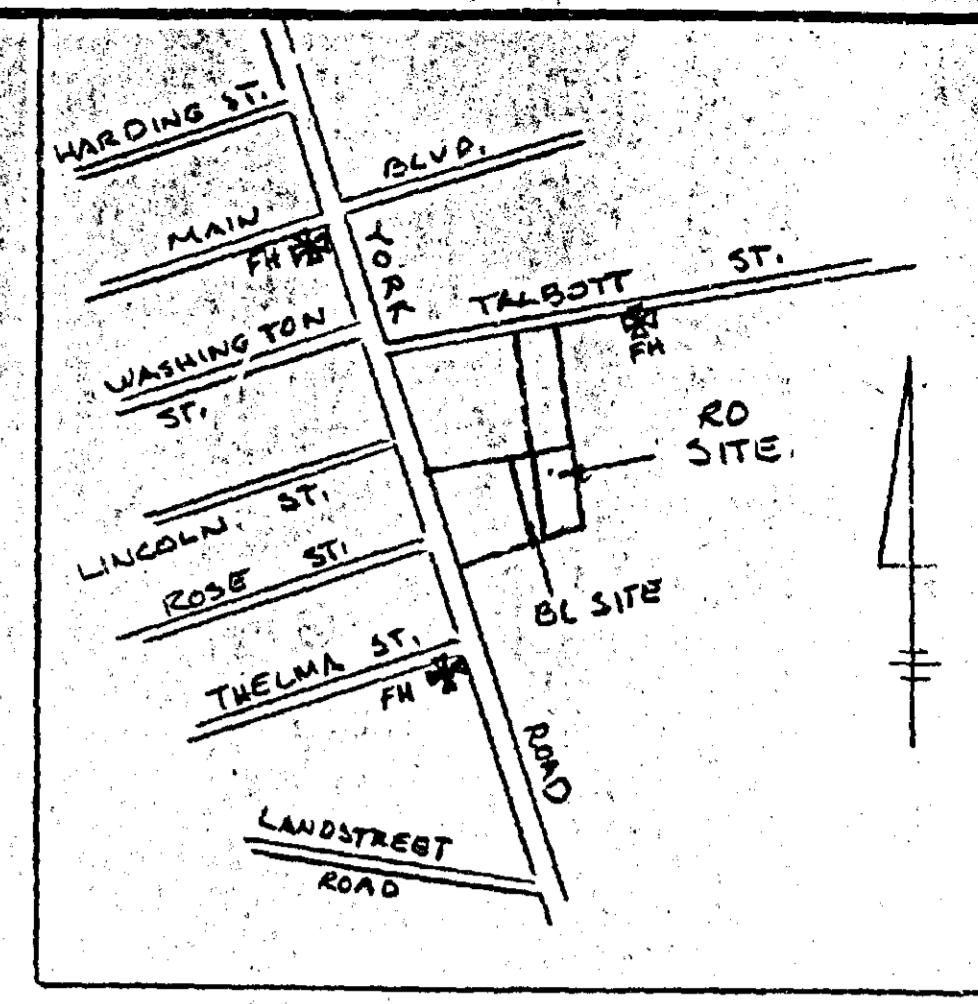 HARDING ST.
BLVD.
MAIN
FH
YORK
TALBOTT ST.
FH
WASHINGTON
ST.
RO
SITE.
LINCOLN. ST.
ROSE ST.
BL SITE
THELMA ST.
FH
ROAD
LANDSTREET
ROAD